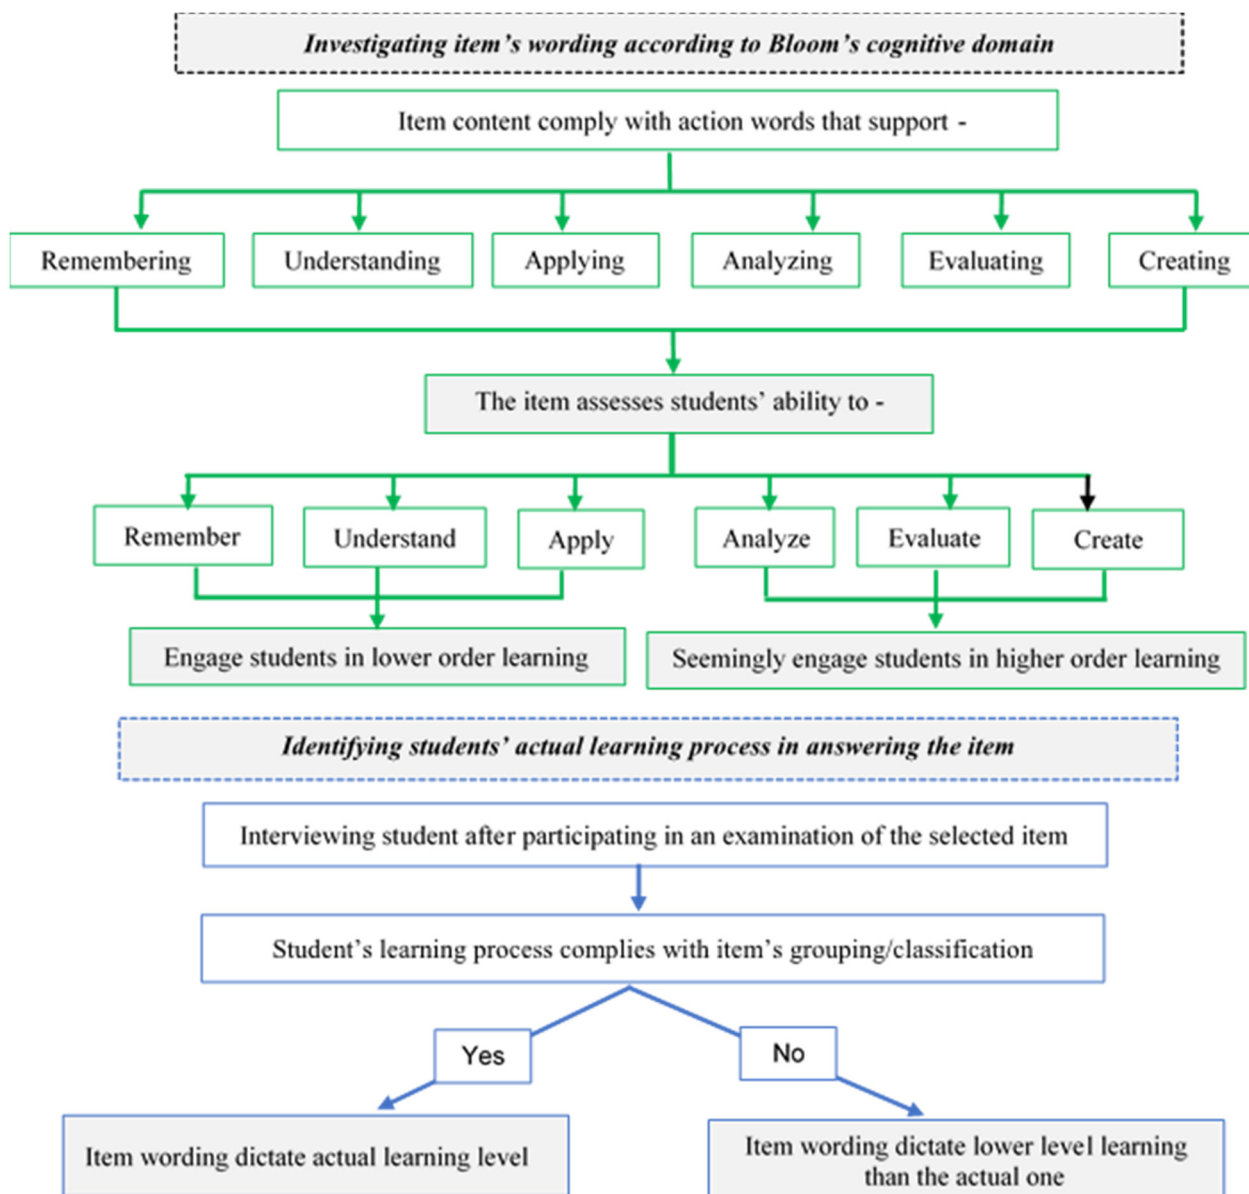 Investigating item's wording according to Bloom's cognitive domain
Item content comply with action words that support -
Remembering
Understanding
Applying
Analyzing
Evaluating
Creating
The item assesses students' ability to -
Remember
Understand
Apply
Analyze
Evaluate
Create
Engage students in lower order learning
Seemingly engage students in higher order learning
Identifying students' actual learning process in answering the item
Interviewing student after participating in an examination of the selected item
Student's learning process complies with item's grouping/classification
Yes
No
Item wording dictate actual learning level
Item wording dictate lower level learning
than the actual one